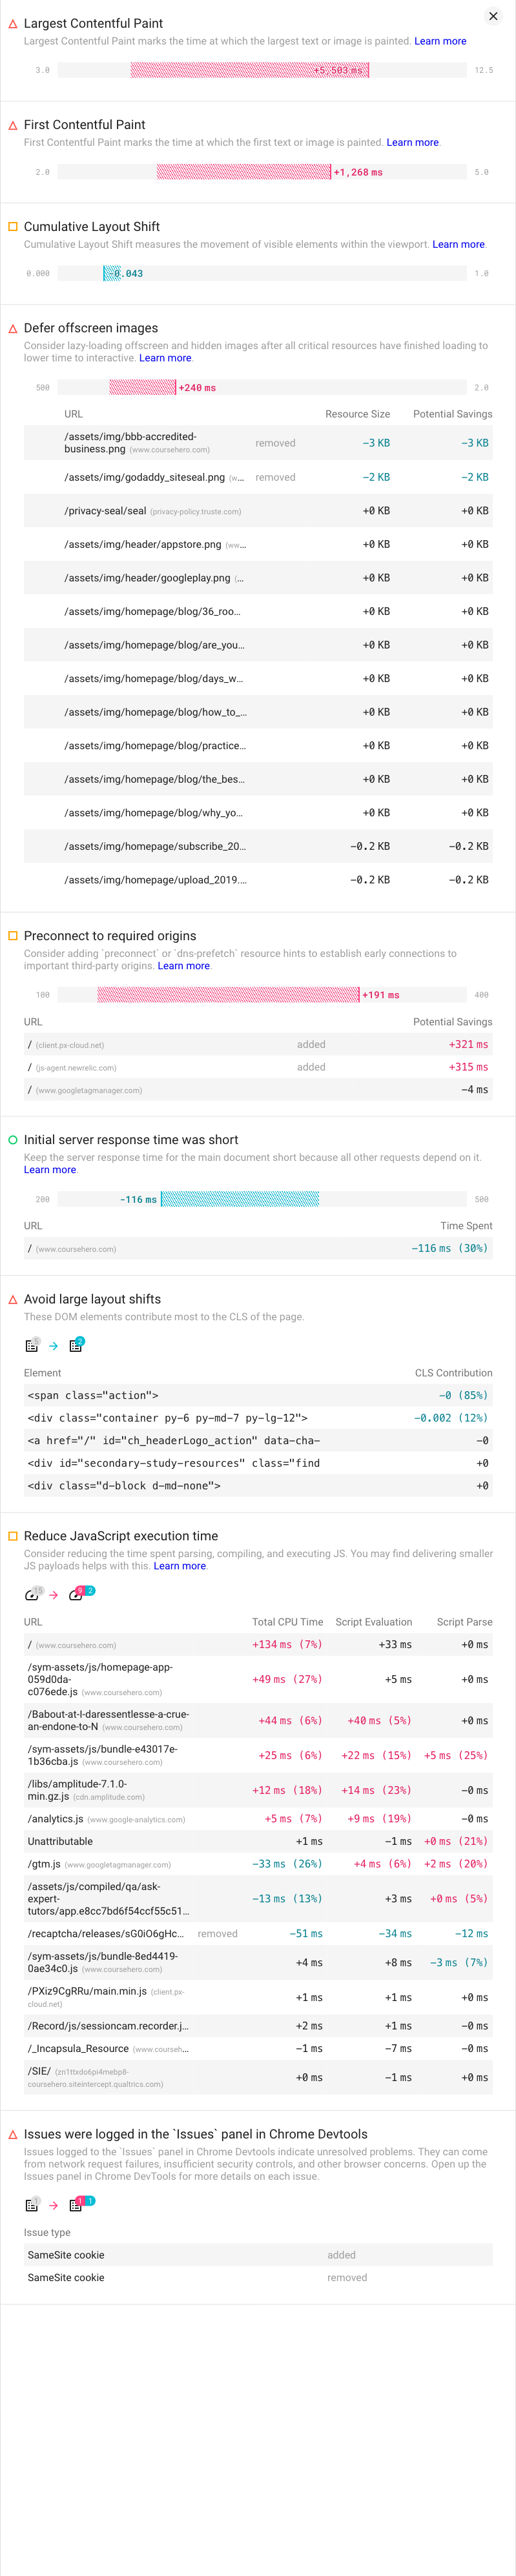 Largest Contentful Paint
Largest Contentful Paint marks the time at which the largest text or image is painted. Learn more
3.0 +5,503 ms 12.5
First Contentful Paint
First Contentful Paint marks the time at which the first text or image is painted. Learn more.
2.0 +1,268 ms 5.0
Cumulative Layout Shift
Cumulative Layout Shift measures the movement of visible elements within the viewport. Learn more.
0.000 -0.043 1.0
Defer offscreen images
Consider lazy-loading offscreen and hidden images after all critical resources have finished loading to
lower time to interactive. Learn more.
500 +240 ms 2.0
URL Resource Size Potential Savings
/assets/img/bbb-accredited-
business.png (www.coursehero.com) removed −3 KB −3 KB
/assets/img/godaddy_siteseal.png (w... removed −2 KB −2 KB
/privacy-seal/seal (privacy-policy.truste.com) +0 KB +0 KB
/assets/img/header/appstore.png (ww... +0 KB +0 KB
/assets/img/header/googleplay.png (... +0 KB +0 KB
/assets/img/homepage/blog/36_roo... +0 KB +0 KB
/assets/img/homepage/blog/are_you... +0 KB +0 KB
/assets/img/homepage/blog/days_w... +0 KB +0 KB
/assets/img/homepage/blog/how_to_... +0 KB +0 KB
/assets/img/homepage/blog/practice... +0 KB +0 KB
/assets/img/homepage/blog/the_bes... +0 KB +0 KB
/assets/img/homepage/blog/why_yo... +0 KB +0 KB
/assets/img/homepage/subscribe_20... −0.2 KB −0.2 KB
/assets/img/homepage/upload_2019.... −0.2 KB −0.2 KB
Preconnect to required origins
Consider adding `preconnect` or `dns-prefetch` resource hints to establish early connections to
important third-party origins. Learn more.
100 +191 ms 400
URL Potential Savings
/ (client.px-cloud.net) added +321 ms
/ (js-agent.newrelic.com) added +315 ms
/ (www.googletagmanager.com) −4 ms
Initial server response time was short
Keep the server response time for the main document short because all other requests depend on it.
Learn more.
200 -116 ms 500
URL Time Spent
/ (www.coursehero.com) −116 ms (30%)
Avoid large layout shifts
These DOM elements contribute most to the CLS of the page.
5 → 2
Element CLS Contribution
<span class="action"> −0 (85%)
<div class="container py-6 py-md-7 py-lg-12"> −0.002 (12%)
<a href="/" id="ch_headerLogo_action" data-cha- −0
<div id="secondary-study-resources" class="find +0
<div class="d-block d-md-none"> +0
Reduce JavaScript execution time
Consider reducing the time spent parsing, compiling, and executing JS. You may find delivering smaller
JS payloads helps with this. Learn more.
15 → 9 2
URL Total CPU Time Script Evaluation Script Parse
/ (www.coursehero.com) +134 ms (7%) +33 ms +0 ms
/sym-assets/js/homepage-app-
059d0da-
c076ede.js (www.coursehero.com) +49 ms (27%) +5 ms +0 ms
/Babout-at-I-daressentlesse-a-crue-
an-endone-to-N (www.coursehero.com) +44 ms (6%) +40 ms (5%) +0 ms
/sym-assets/js/bundle-e43017e-
1b36cba.js (www.coursehero.com) +25 ms (6%) +22 ms (15%) +5 ms (25%)
/libs/amplitude-7.1.0-
min.gz.js (cdn.amplitude.com) +12 ms (18%) +14 ms (23%) −0 ms
/analytics.js (www.google-analytics.com) +5 ms (7%) +9 ms (19%) −0 ms
Unattributable +1 ms −1 ms +0 ms (21%)
/gtm.js (www.googletagmanager.com) −33 ms (26%) +4 ms (6%) +2 ms (20%)
/assets/js/compiled/qa/ask-
expert-
tutors/app.e8cc7bd6f54ccf55c51... −13 ms (13%) +3 ms +0 ms (5%)
/recaptcha/releases/sG0iO6gHc... removed −51 ms −34 ms −12 ms
/sym-assets/js/bundle-8ed4419-
0ae34c0.js (www.coursehero.com) +4 ms +8 ms −3 ms (7%)
/PXiz9CgRRu/main.min.js (client.px-
cloud.net) +1 ms +1 ms +0 ms
/Record/js/sessioncam.recorder.j... +2 ms +1 ms −0 ms
/_Incapsula_Resource (www.courseh... −1 ms −7 ms −0 ms
/SIE/ (zn1ttxdo6pi4mebp8-
coursehero.siteintercept.qualtrics.com) +0 ms −1 ms +0 ms
Issues were logged in the `Issues` panel in Chrome Devtools
Issues logged to the `Issues` panel in Chrome Devtools indicate unresolved problems. They can come
from network request failures, insufficient security controls, and other browser concerns. Open up the
Issues panel in Chrome DevTools for more details on each issue.
1 → 1 1
Issue type
SameSite cookie added
SameSite cookie removed